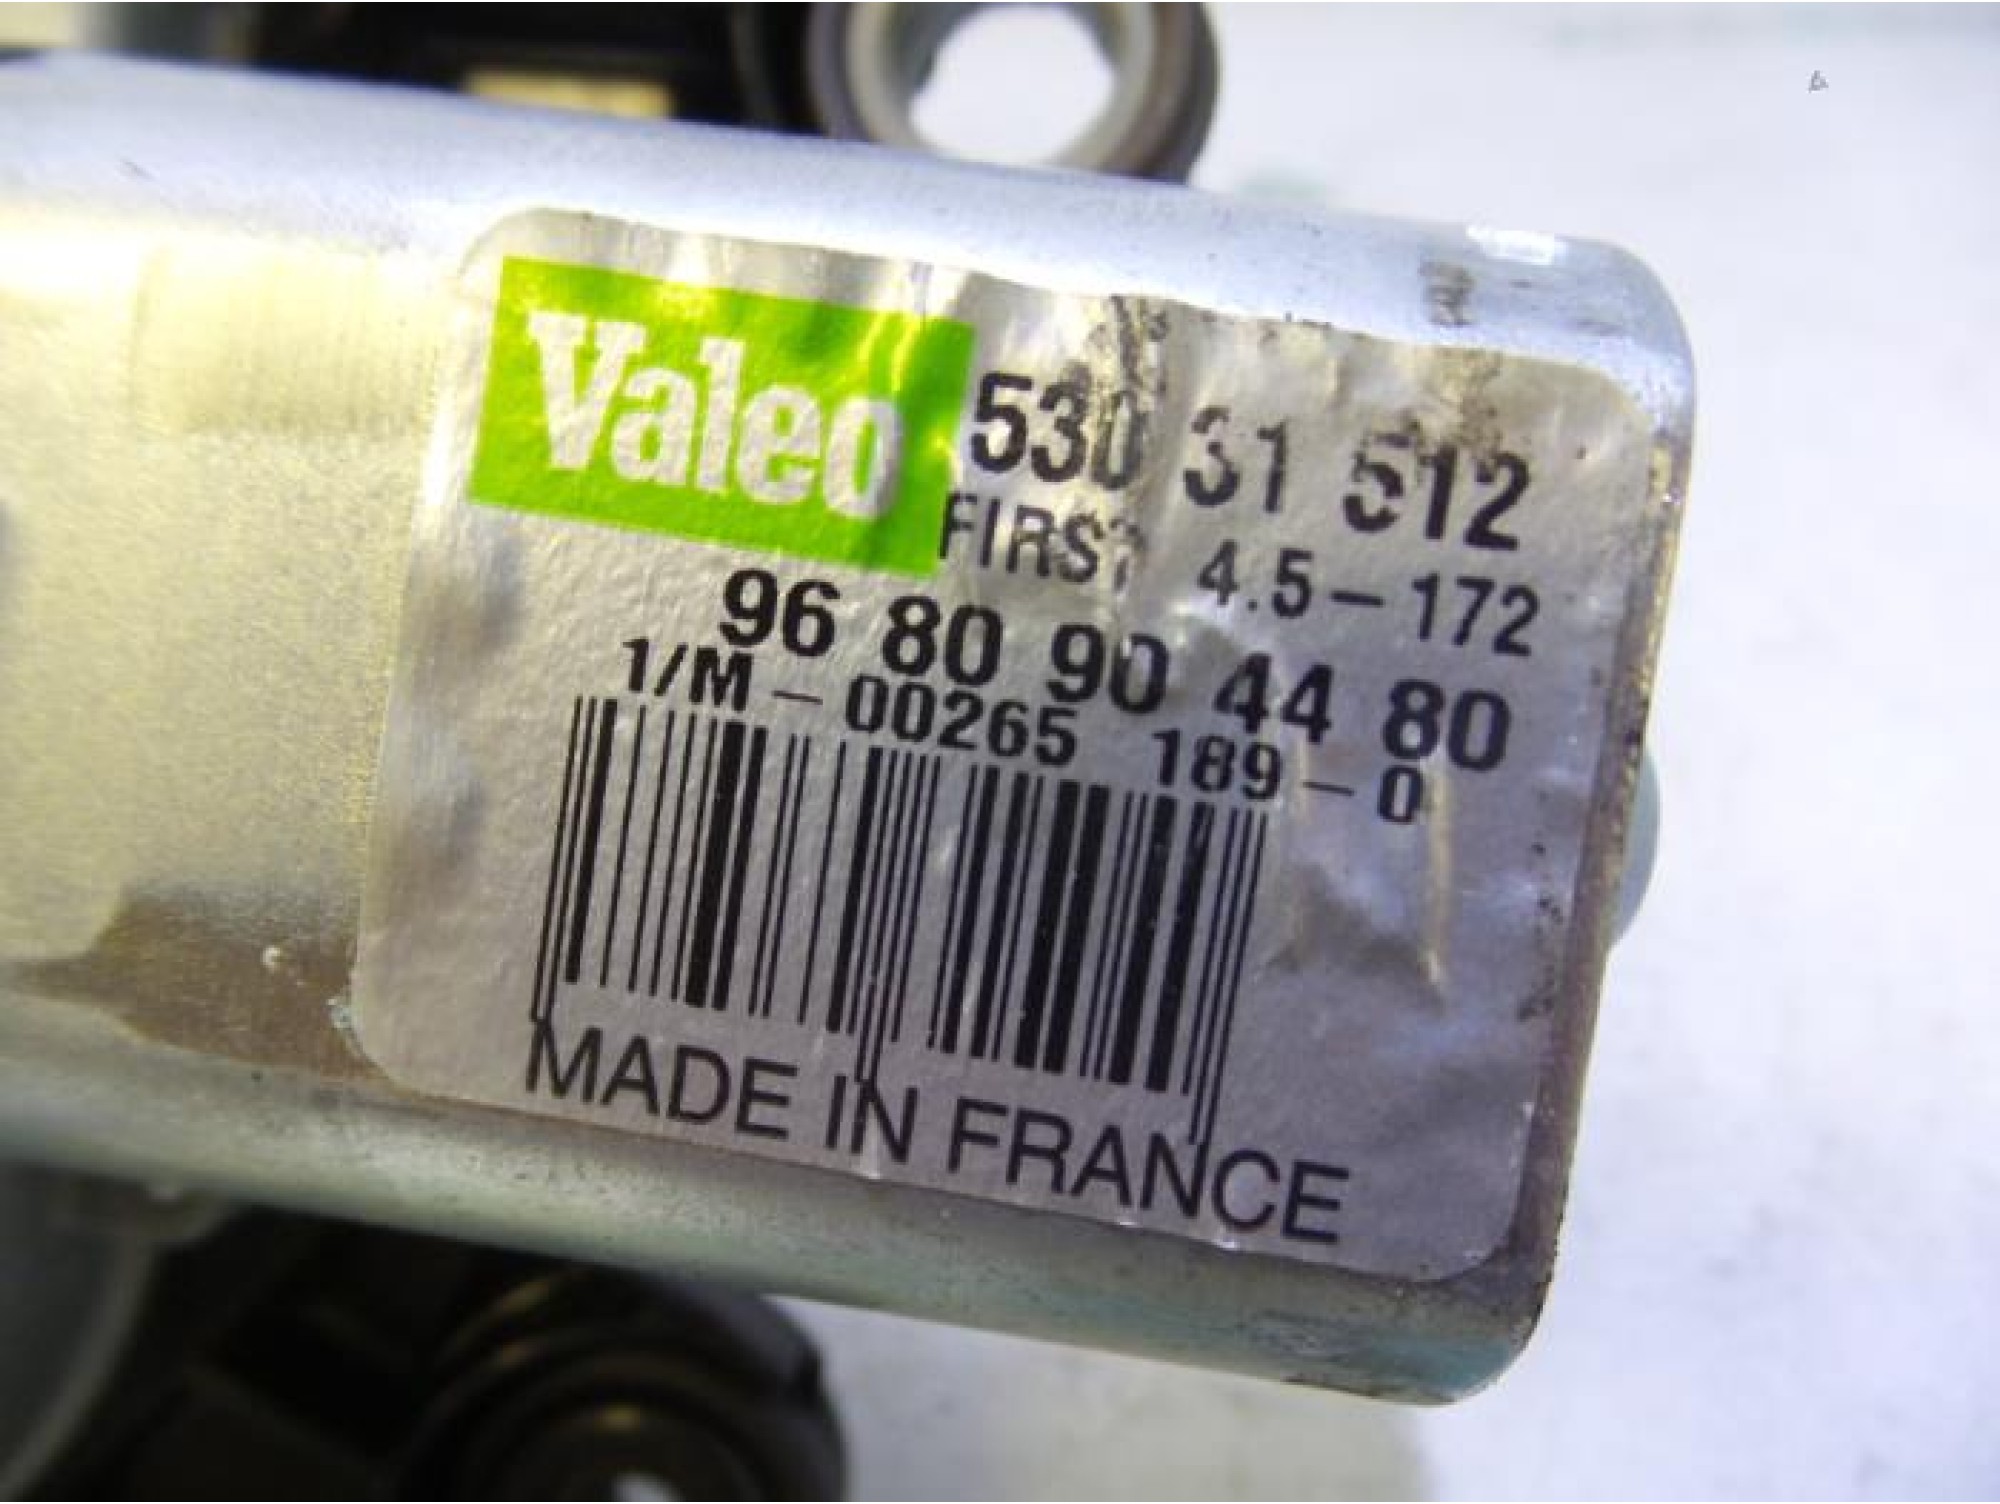 Valeo
530 31 512
FIRST 4.5-172
96 80 90 44 80
1/M-00265 189-0
MADE IN FRANCE